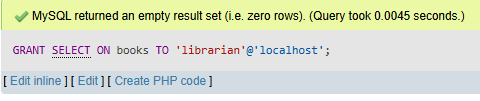 MySQL returned an empty result set (i.e. zero rows). (Query took 0.0045 seconds.)
GRANT SELECT ON books TO 'librarian'@'localhost';
[ Edit inline ] [ Edit ] [ Create PHP code ]